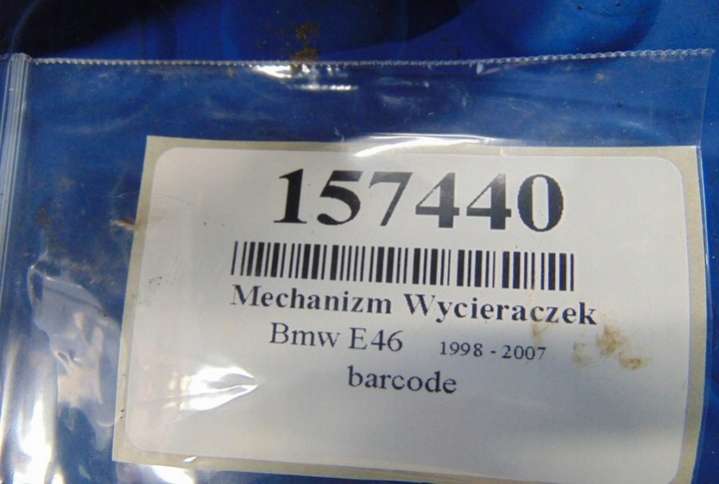 157440
Mechanizm Wycieraczek
Bmw E46 1998 - 2007
barcode